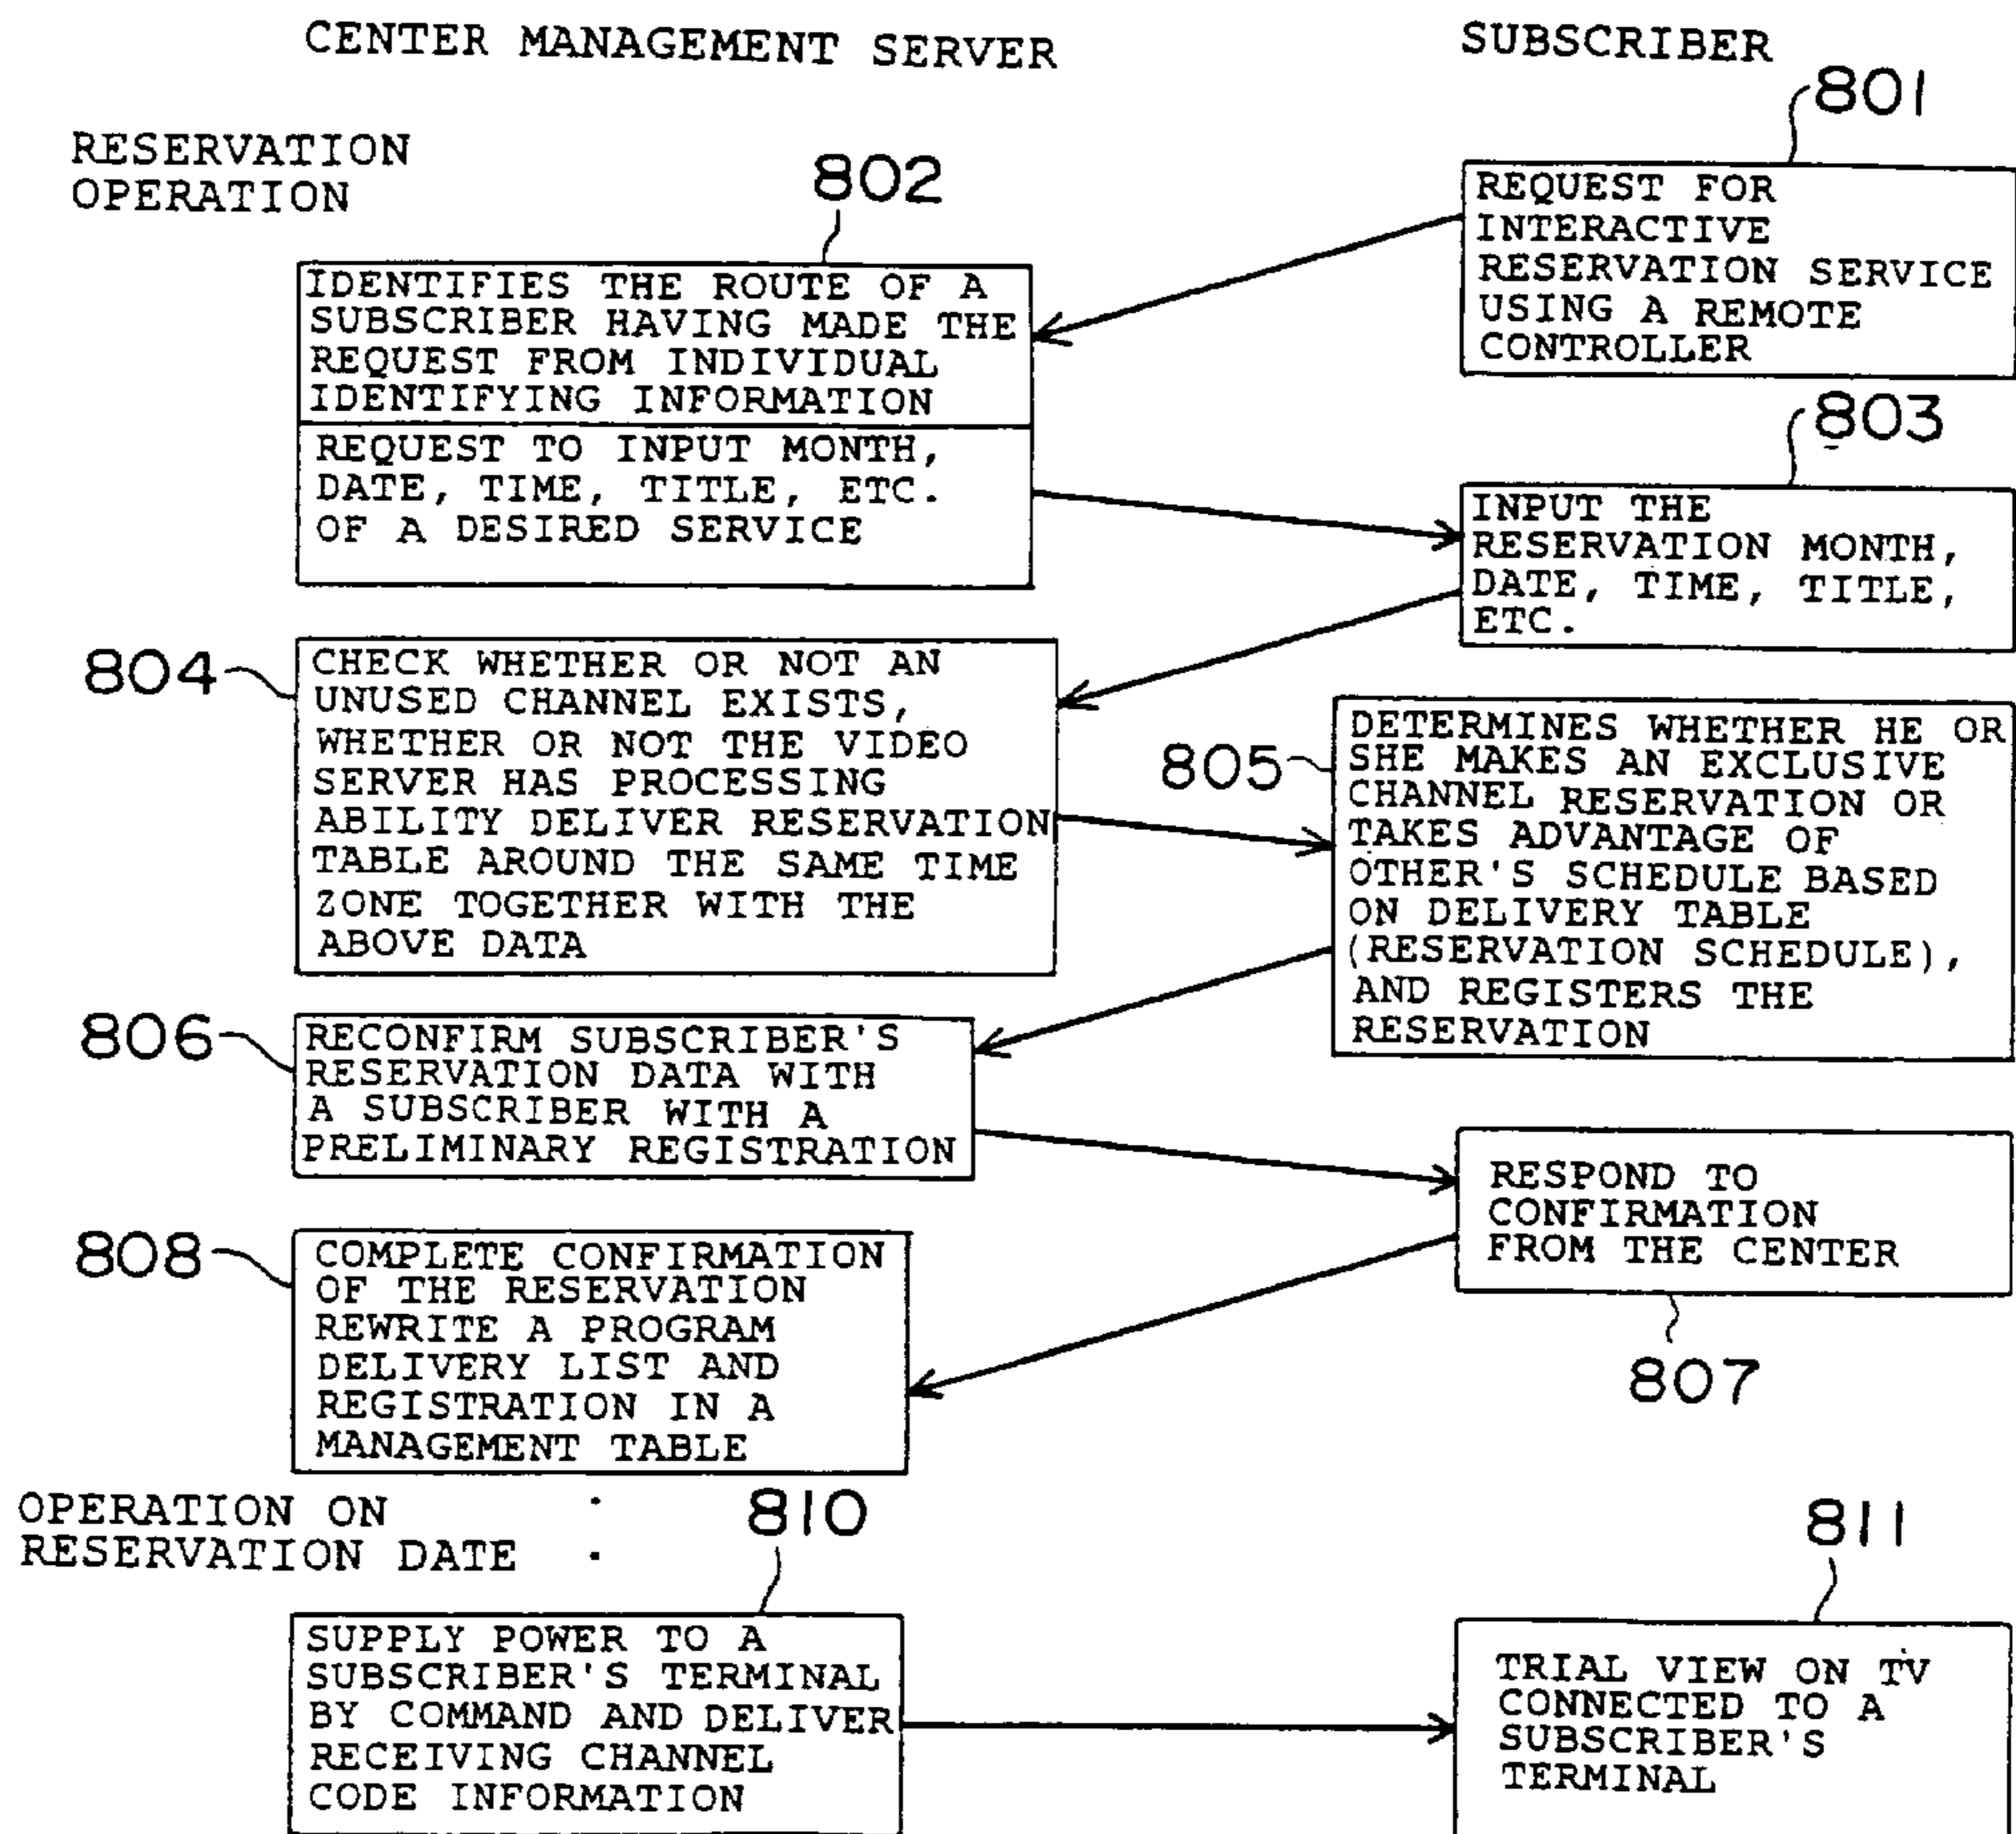 CENTER MANAGEMENT SERVER
SUBSCRIBER
RESERVATION
OPERATION
801
REQUEST FOR
INTERACTIVE
RESERVATION SERVICE
USING A REMOTE
CONTROLLER
802
IDENTIFIES THE ROUTE OF A
SUBSCRIBER HAVING MADE THE
REQUEST FROM INDIVIDUAL
IDENTIFYING INFORMATION
REQUEST TO INPUT MONTH,
DATE, TIME, TITLE, ETC.
OF A DESIRED SERVICE
803
INPUT THE
RESERVATION MONTH,
DATE, TIME, TITLE,
ETC.
804
CHECK WHETHER OR NOT AN
UNUSED CHANNEL EXISTS,
WHETHER OR NOT THE VIDEO
SERVER HAS PROCESSING
ABILITY DELIVER RESERVATION
TABLE AROUND THE SAME TIME
ZONE TOGETHER WITH THE
ABOVE DATA
805
DETERMINES WHETHER HE OR
SHE MAKES AN EXCLUSIVE
CHANNEL RESERVATION OR
TAKES ADVANTAGE OF
OTHER'S SCHEDULE BASED
ON DELIVERY TABLE
(RESERVATION SCHEDULE),
AND REGISTERS THE
RESERVATION
806
RECONFIRM SUBSCRIBER'S
RESERVATION DATA WITH
A SUBSCRIBER WITH A
PRELIMINARY REGISTRATION
RESPOND TO
CONFIRMATION
FROM THE CENTER
807
808
COMPLETE CONFIRMATION
OF THE RESERVATION
REWRITE A PROGRAM
DELIVERY LIST AND
REGISTRATION IN A
MANAGEMENT TABLE
OPERATION ON
RESERVATION DATE
810
SUPPLY POWER TO A
SUBSCRIBER'S TERMINAL
BY COMMAND AND DELIVER
RECEIVING CHANNEL
CODE INFORMATION
811
TRIAL VIEW ON TV
CONNECTED TO A
SUBSCRIBER'S
TERMINAL